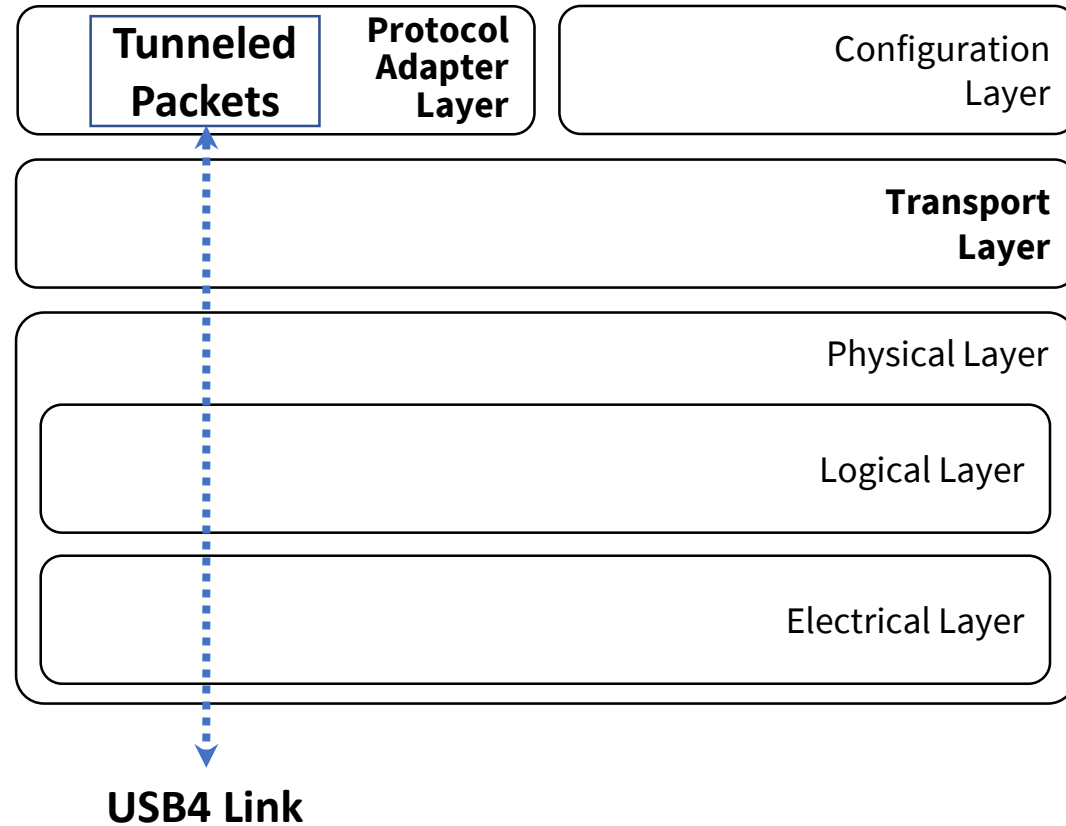 Tunneled
Packets
Protocol
Adapter
Layer
Configuration
Layer
Transport
Layer
Physical Layer
Logical Layer
Electrical Layer
USB4 Link